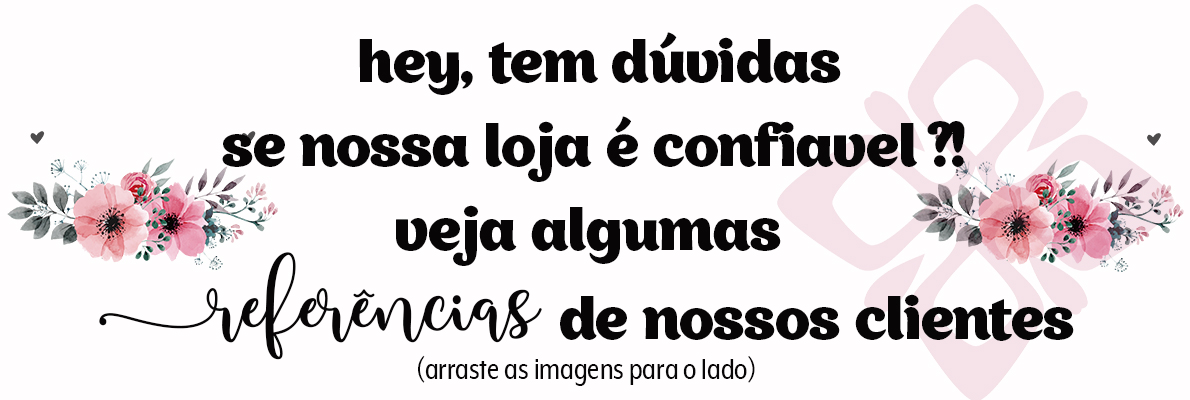 hey, tem dúvidas
se nossa loja é confiavel ?!
veja algumas
referências de nossos clientes
(arraste as imagens para o lado)